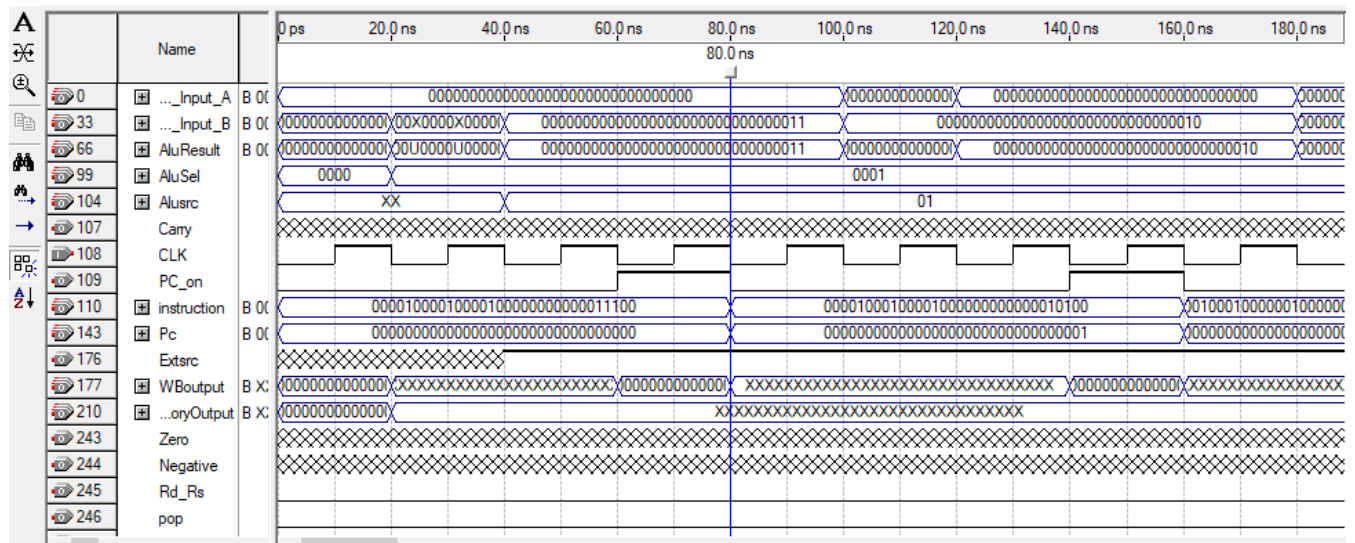 Name 0 ps 20.0 ns 40.0 ns 60.0 ns 80.0 ns 100.0 ns 120.0 ns 140.0 ns 160.0 ns 180.0 ns
80.0 ns
0 ..._Input_A B 00 00000000000000000000000000000000 000000000000 00000000000000000000000000000000 00000
33 ..._Input_B B 00 000000000000 00X0000X0000 00000000000000000000000000000011 00000000000000000000000000000010 00000
66 AluResult B 00 000000000000 00U0000U0000 00000000000000000000000000000011 000000000000 00000000000000000000000000000010 00000
99 AluSel 0000 0001
104 Alusrc XX 01
107 Carry
108 CLK
109 PC_on
110 instruction B 00 00001000010000100000000000011100 00001000100001000000000000010100 001000100000010000
143 Pc B 00 00000000000000000000000000000000 00000000000000000000000000000001 0000000000000000
176 Extsrc
177 WBoutput B X: 000000000000 XXXXXXXXXXXXXXXXXXXXXX 000000000000 XXXXXXXXXXXXXXXXXXXXXXXXXXXXXXXX 000000000000 XXXXXXXXXXXXXXXX
210 ...oryOutput B X: 000000000000 XXXXXXXXXXXXXXXXXXXXXXXXXXXXXXXX
243 Zero
244 Negative
245 Rd_Rs
246 pop